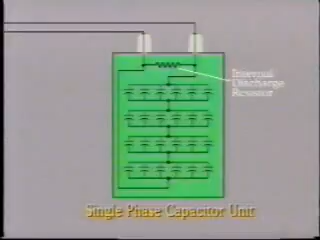 Internal
Discharge
Resistor
Single Phase Capacitor Unit